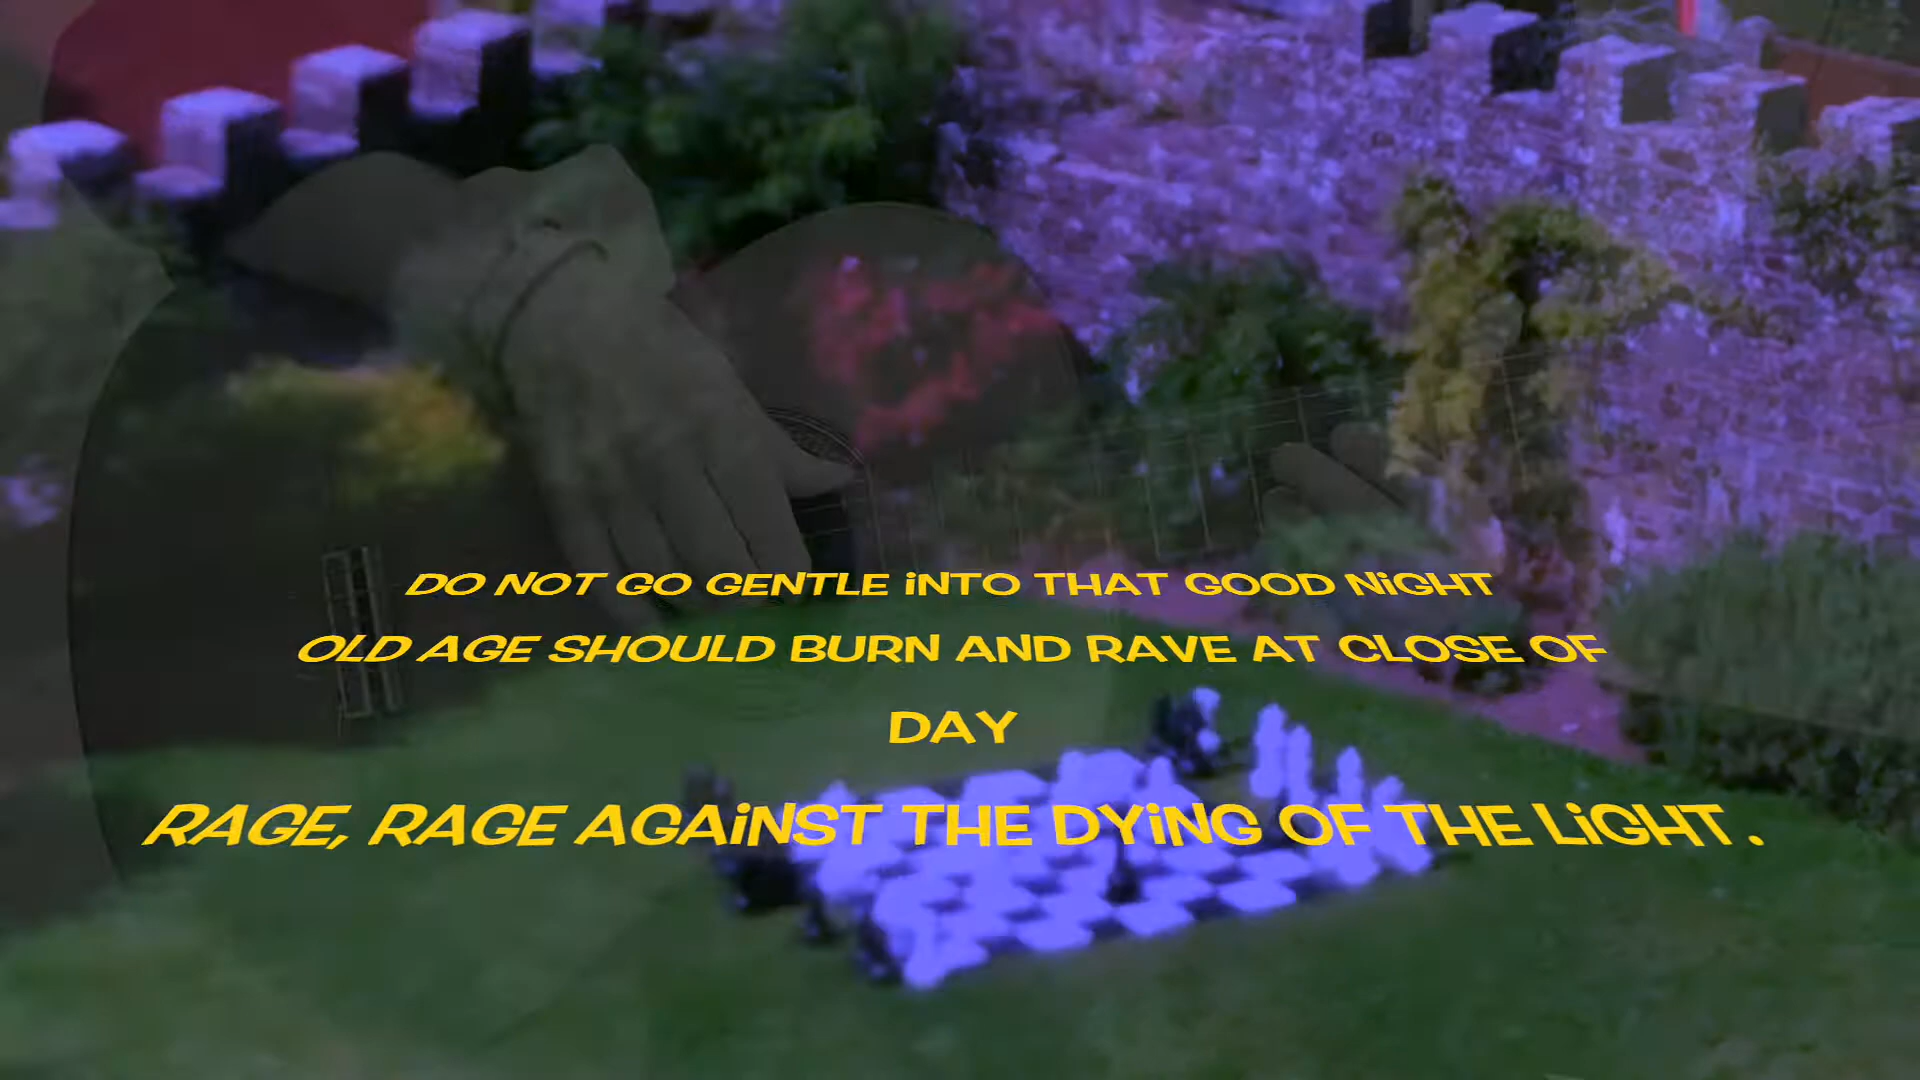 DO NOT GO GENTLE iNTO THAT GOOD NiGHT
OLD AGE SHOULD BURN AND RAVE AT CLOSE OF
DAY
RAGE, RAGE AGAiNST THE DYiNG OF THE LiGHT.